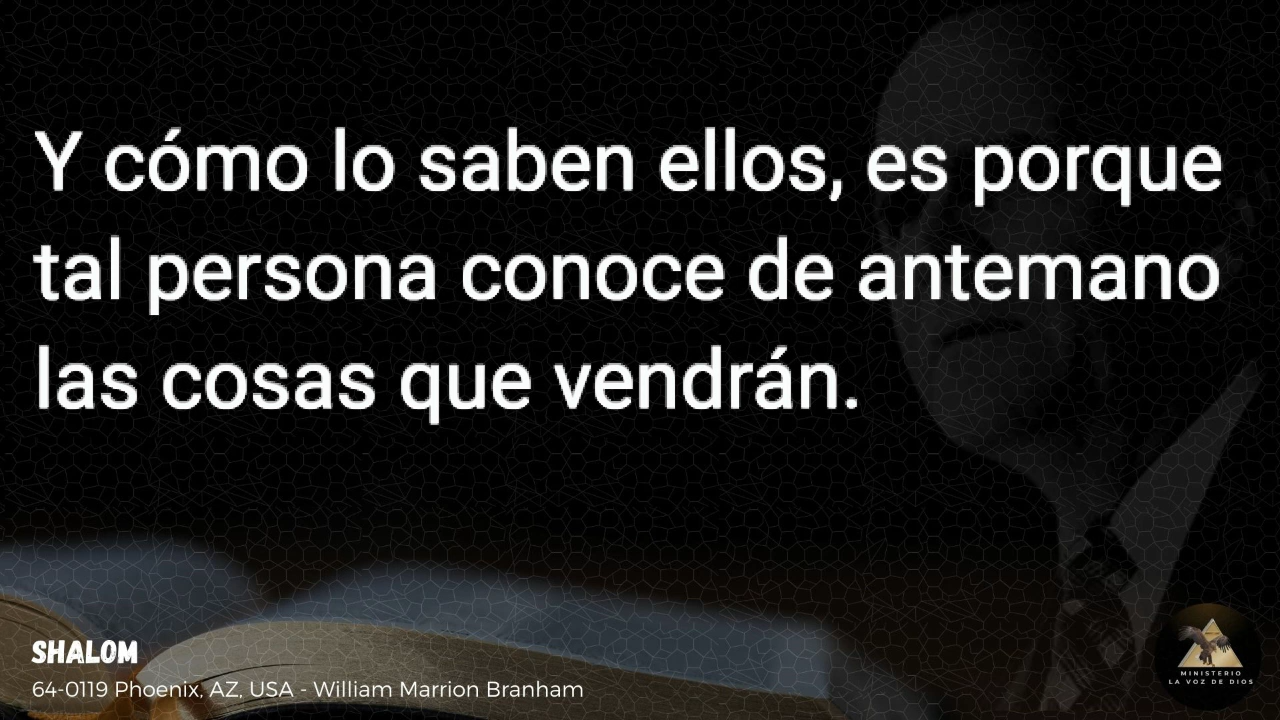 Y cómo lo saben ellos, es porque
tal persona conoce de antemano
las cosas que vendrán.
SHALOM
64-0119 Phoenix, AZ, USA - William Marrion Branham
MINISTERIO
LA VOZ DE DIOS